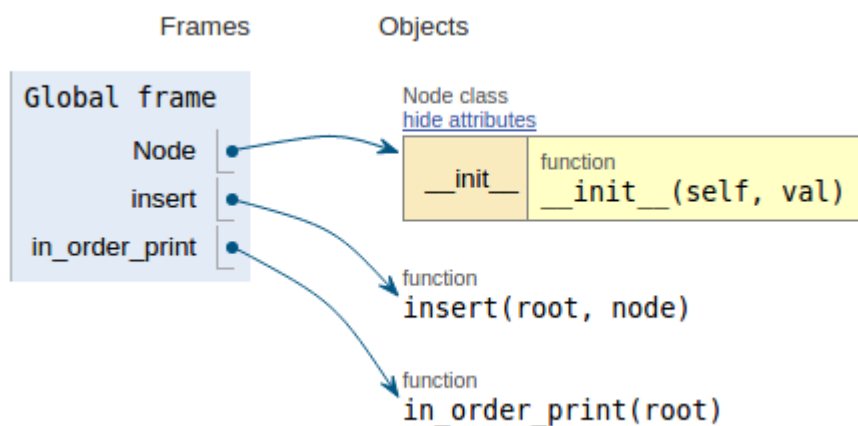 Frames Objects
Global frame
Node
insert
in_order_print
Node class
hide attributes
__init__
function
__init__(self, val)
function
insert(root, node)
function
in_order_print(root)